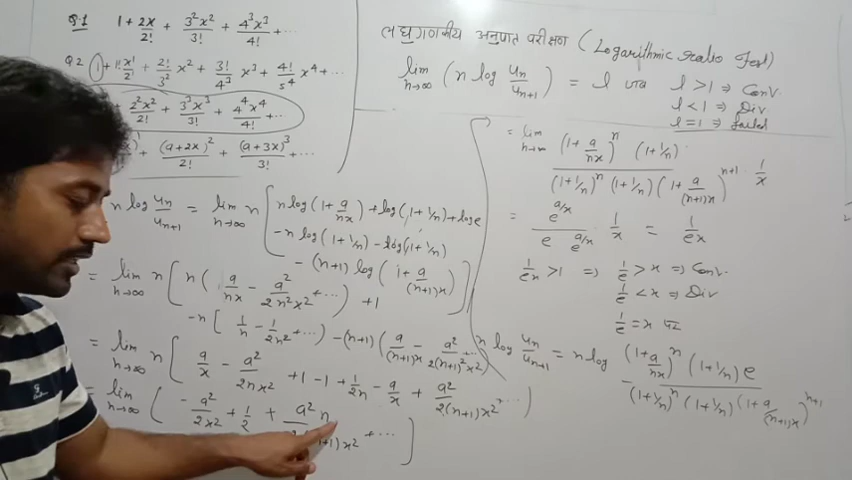 Q.1 1 + 2x/2! + 3²x²/3! + 4³x³/4! + ...
Q 2 1 + 1!x¹/2! + 2!/3² x² + 3!/4³ x³ + 4!/5⁴ x⁴ + ...
+ 2²x²/2! + 3³x³/3! + 4⁴x⁴/4! + ...
+ (a+2x)²/2! + (a+3x)³/3! + ...
n log uₙ/uₙ₊₁ = lim n→∞ n [ n log(1 + a/nx) + log(1 + 1/n) + log e
- n log(1 + 1/n) - log(1 + 1/n)
- (n+1) log(1 + a/(n+1)x) ]
= lim n→∞ n [ n ( a/nx - a²/2n²x² + ... ) + 1
- n [ 1/n - 1/2n² + ... ) - (n+1) ( a/(n+1)x - a²/2(n+1)²x² ...
= lim n→∞ n [ a/x - a²/2nx² + 1 - 1 + 1/2n - a/x + a²/2(n+1)x² + ... )
= lim n→∞ ( - a²/2x² + 1/2 + a² n/ +1)x² + ... ]
लघुगणकीय अनुपात परीक्षण (Logarithmic Ratio Test)
lim n→∞ ( n log uₙ/uₙ₊₁ ) = l जब l > 1 ⇒ Conv.
l < 1 ⇒ Div
l = 1 ⇒ failed
= lim n→∞ (1 + a/nx)ⁿ (1 + 1/n) / (1 + 1/n)ⁿ (1 + 1/n) (1 + a/(n+1)x)ⁿ⁺¹ · 1/x
= e^(a/x) / e e^(a/x) · 1/x = 1/ex
1/ex > 1 ⇒ 1/e > x ⇒ Conv.
1/e < x ⇒ Div
1/e = x पर
n log uₙ/uₙ₊₁ = n log (1 + a/nx)ⁿ (1 + 1/n) e / (1 + 1/n)ⁿ (1 + 1/n) (1 + a/(n+1)x)ⁿ⁺¹